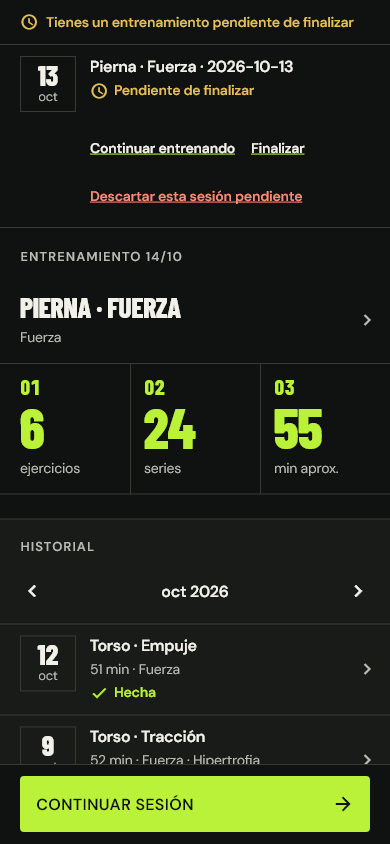 Tienes un entrenamiento pendiente de finalizar
13
oct
Pierna · Fuerza · 2026-10-13
Pendiente de finalizar
Continuar entrenando
Finalizar
Descartar esta sesión pendiente
ENTRENAMIENTO 14/10
PIERNA · FUERZA
Fuerza
01
6
ejercicios
02
24
series
03
55
min aprox.
HISTORIAL
oct 2026
12
oct
Torso · Empuje
51 min · Fuerza
Hecha
9
Torso · Tracción
52 min · Fuerza · Hipertrofia
CONTINUAR SESIÓN